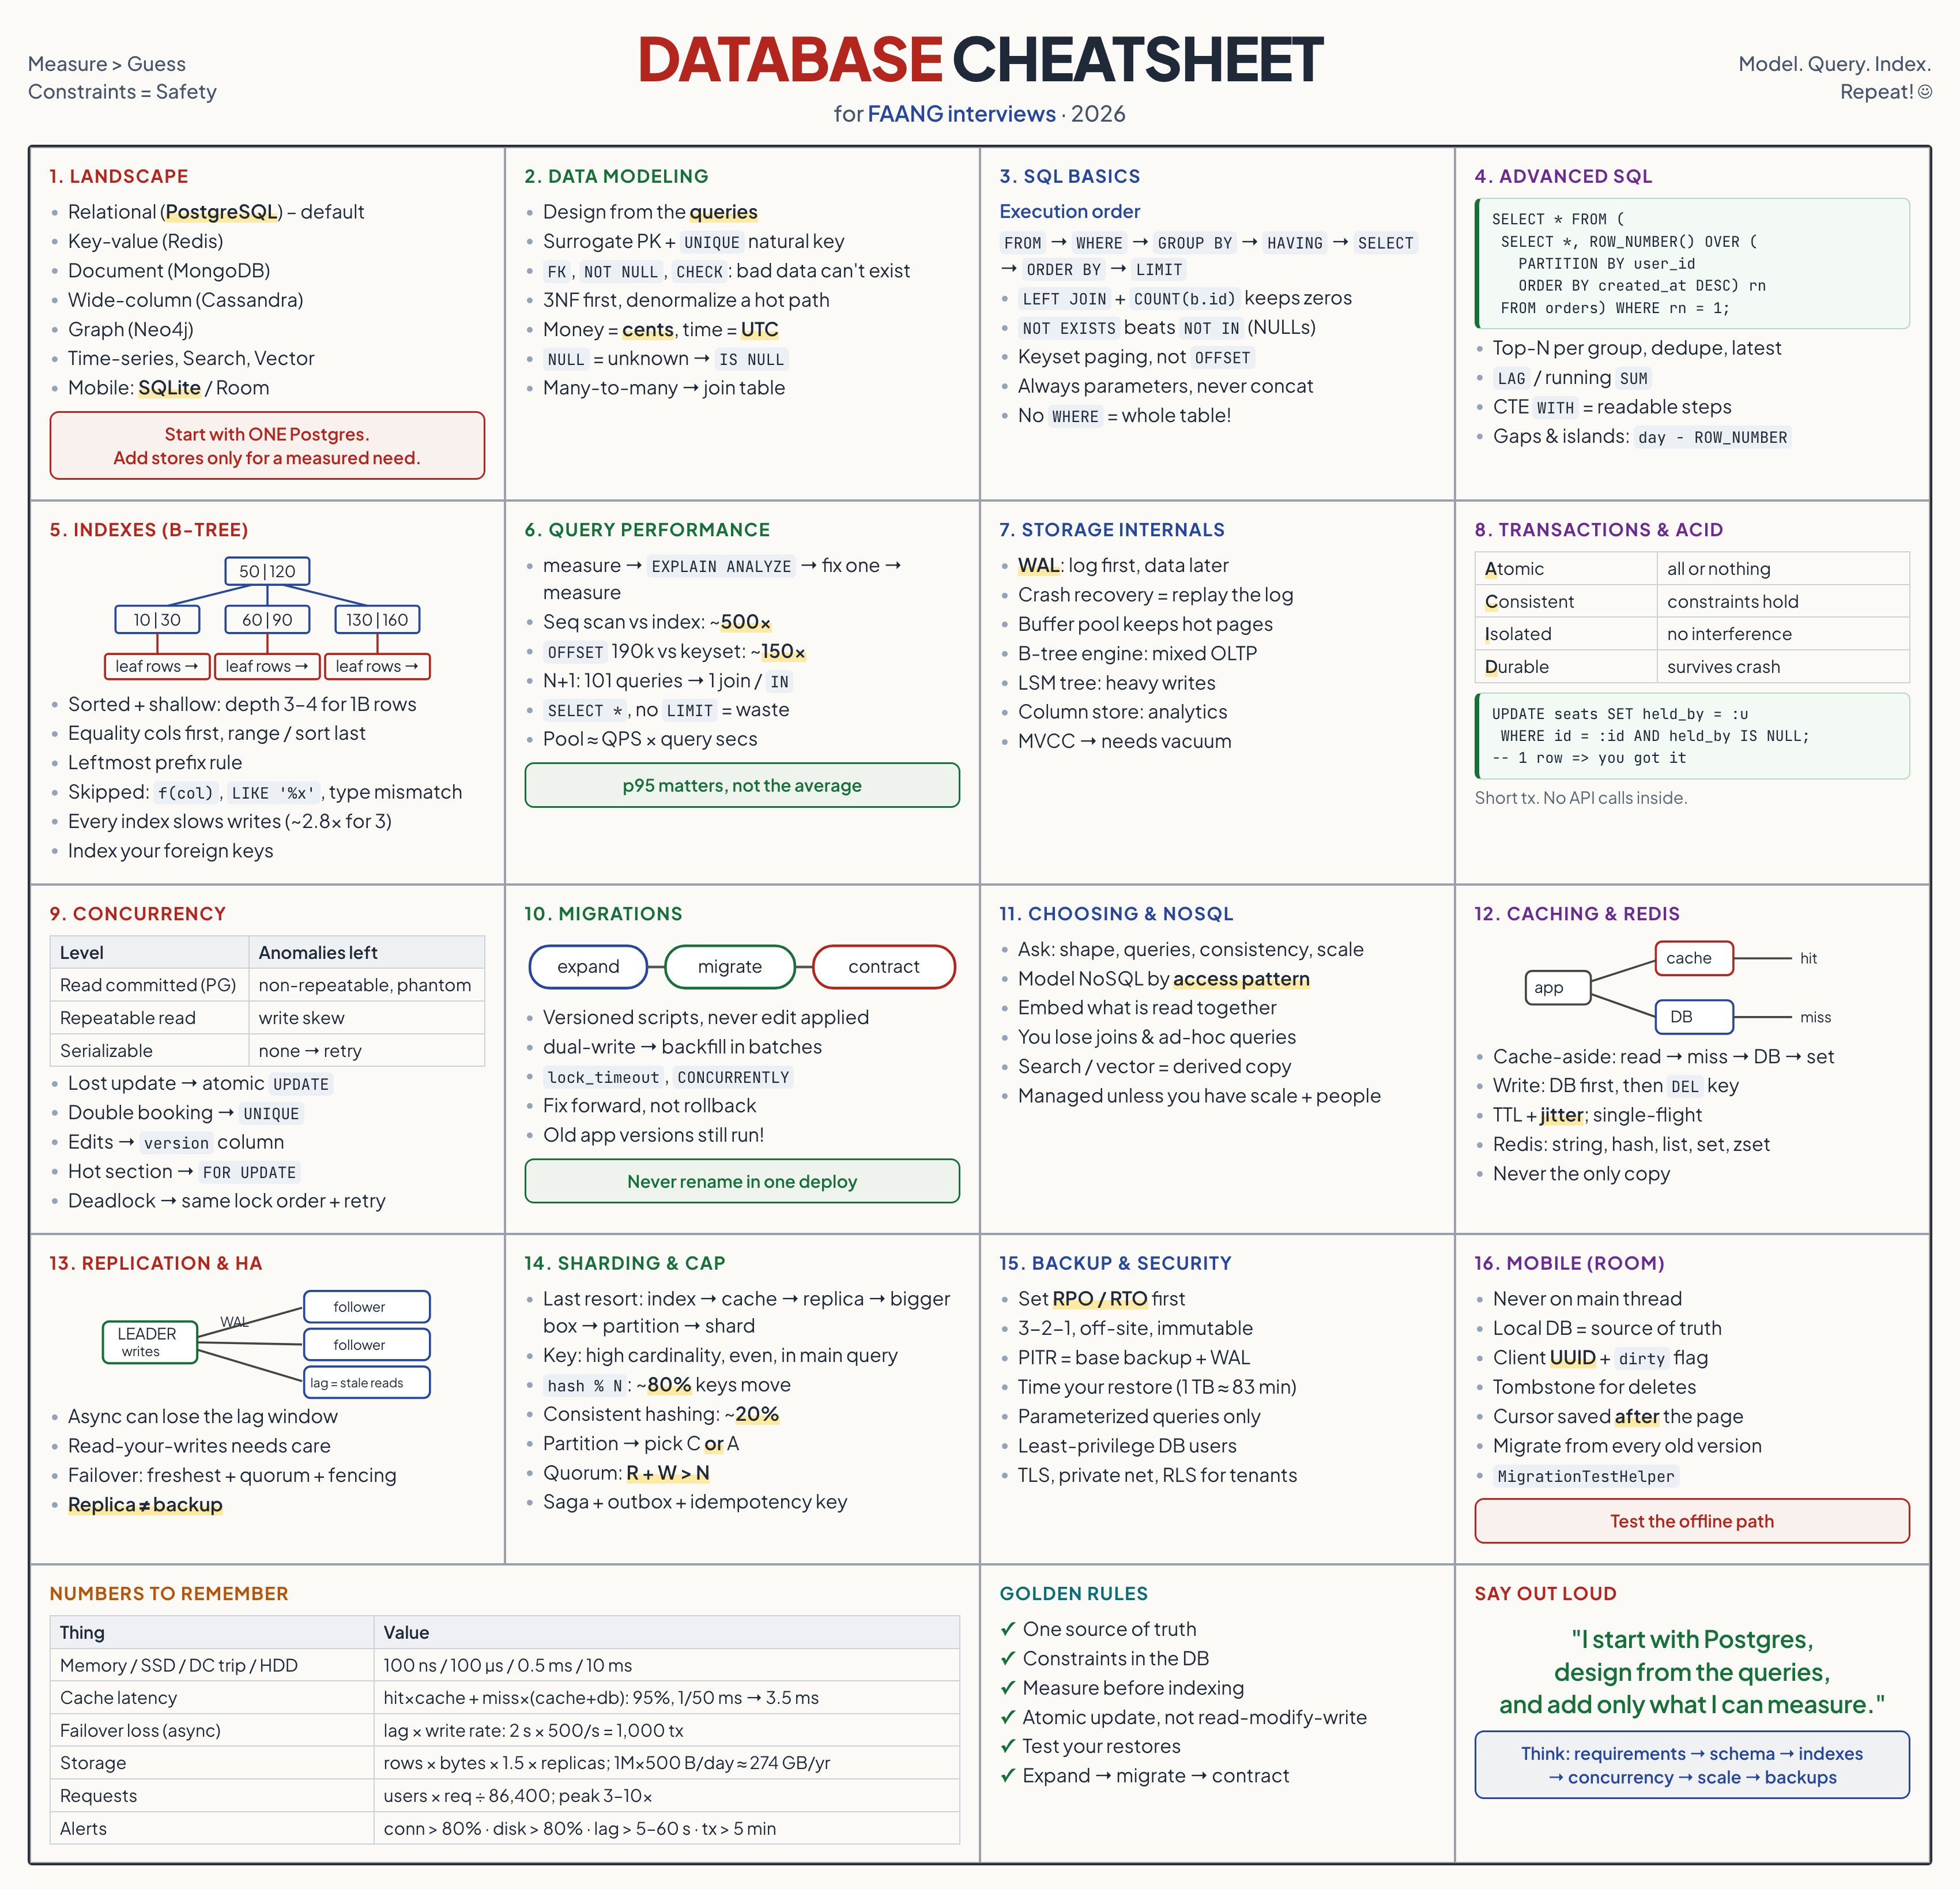 Measure > Guess
Constraints = Safety
DATABASE CHEATSHEET
for FAANG interviews · 2026
Model. Query. Index.
Repeat! ☺
1. LANDSCAPE
• Relational (PostgreSQL) – default
• Key-value (Redis)
• Document (MongoDB)
• Wide-column (Cassandra)
• Graph (Neo4j)
• Time-series, Search, Vector
• Mobile: SQLite / Room
Start with ONE Postgres.
Add stores only for a measured need.
2. DATA MODELING
• Design from the queries
• Surrogate PK + UNIQUE natural key
• FK, NOT NULL, CHECK: bad data can't exist
• 3NF first, denormalize a hot path
• Money = cents, time = UTC
• NULL = unknown → IS NULL
• Many-to-many → join table
3. SQL BASICS
Execution order
FROM → WHERE → GROUP BY → HAVING → SELECT
→ ORDER BY → LIMIT
• LEFT JOIN + COUNT(b.id) keeps zeros
• NOT EXISTS beats NOT IN (NULLs)
• Keyset paging, not OFFSET
• Always parameters, never concat
• No WHERE = whole table!
4. ADVANCED SQL
SELECT * FROM (
SELECT *, ROW_NUMBER() OVER (
PARTITION BY user_id
ORDER BY created_at DESC) rn
FROM orders) WHERE rn = 1;
• Top-N per group, dedupe, latest
• LAG / running SUM
• CTE WITH = readable steps
• Gaps & islands: day - ROW_NUMBER
5. INDEXES (B-TREE)
50 | 120
10 | 30 60 | 90 130 | 160
leaf rows → leaf rows → leaf rows →
• Sorted + shallow: depth 3–4 for 1B rows
• Equality cols first, range / sort last
• Leftmost prefix rule
• Skipped: f(col), LIKE '%x', type mismatch
• Every index slows writes (~2.8× for 3)
• Index your foreign keys
6. QUERY PERFORMANCE
• measure → EXPLAIN ANALYZE → fix one →
measure
• Seq scan vs index: ~500×
• OFFSET 190k vs keyset: ~150×
• N+1: 101 queries → 1 join / IN
• SELECT *, no LIMIT = waste
• Pool ≈ QPS × query secs
p95 matters, not the average
7. STORAGE INTERNALS
• WAL: log first, data later
• Crash recovery = replay the log
• Buffer pool keeps hot pages
• B-tree engine: mixed OLTP
• LSM tree: heavy writes
• Column store: analytics
• MVCC → needs vacuum
8. TRANSACTIONS & ACID
Atomic all or nothing
Consistent constraints hold
Isolated no interference
Durable survives crash
UPDATE seats SET held_by = :u
WHERE id = :id AND held_by IS NULL;
-- 1 row => you got it
Short tx. No API calls inside.
9. CONCURRENCY
Level Anomalies left
Read committed (PG) non-repeatable, phantom
Repeatable read write skew
Serializable none → retry
• Lost update → atomic UPDATE
• Double booking → UNIQUE
• Edits → version column
• Hot section → FOR UPDATE
• Deadlock → same lock order + retry
10. MIGRATIONS
expand migrate contract
• Versioned scripts, never edit applied
• dual-write → backfill in batches
• lock_timeout, CONCURRENTLY
• Fix forward, not rollback
• Old app versions still run!
Never rename in one deploy
11. CHOOSING & NOSQL
• Ask: shape, queries, consistency, scale
• Model NoSQL by access pattern
• Embed what is read together
• You lose joins & ad-hoc queries
• Search / vector = derived copy
• Managed unless you have scale + people
12. CACHING & REDIS
cache hit
app
DB miss
• Cache-aside: read → miss → DB → set
• Write: DB first, then DEL key
• TTL + jitter; single-flight
• Redis: string, hash, list, set, zset
• Never the only copy
13. REPLICATION & HA
follower
WAL
LEADER
writes
follower
lag = stale reads
• Async can lose the lag window
• Read-your-writes needs care
• Failover: freshest + quorum + fencing
• Replica ≠ backup
14. SHARDING & CAP
• Last resort: index → cache → replica → bigger
box → partition → shard
• Key: high cardinality, even, in main query
• hash % N: ~80% keys move
• Consistent hashing: ~20%
• Partition → pick C or A
• Quorum: R + W > N
• Saga + outbox + idempotency key
15. BACKUP & SECURITY
• Set RPO / RTO first
• 3-2-1, off-site, immutable
• PITR = base backup + WAL
• Time your restore (1 TB ≈ 83 min)
• Parameterized queries only
• Least-privilege DB users
• TLS, private net, RLS for tenants
16. MOBILE (ROOM)
• Never on main thread
• Local DB = source of truth
• Client UUID + dirty flag
• Tombstone for deletes
• Cursor saved after the page
• Migrate from every old version
• MigrationTestHelper
Test the offline path
NUMBERS TO REMEMBER
Thing Value
Memory / SSD / DC trip / HDD 100 ns / 100 µs / 0.5 ms / 10 ms
Cache latency hit×cache + miss×(cache+db): 95%, 1/50 ms → 3.5 ms
Failover loss (async) lag × write rate: 2 s × 500/s = 1,000 tx
Storage rows × bytes × 1.5 × replicas; 1M×500 B/day ≈ 274 GB/yr
Requests users × req ÷ 86,400; peak 3–10×
Alerts conn > 80% · disk > 80% · lag > 5–60 s · tx > 5 min
GOLDEN RULES
✓ One source of truth
✓ Constraints in the DB
✓ Measure before indexing
✓ Atomic update, not read-modify-write
✓ Test your restores
✓ Expand → migrate → contract
SAY OUT LOUD
"I start with Postgres,
design from the queries,
and add only what I can measure."
Think: requirements → schema → indexes
→ concurrency → scale → backups